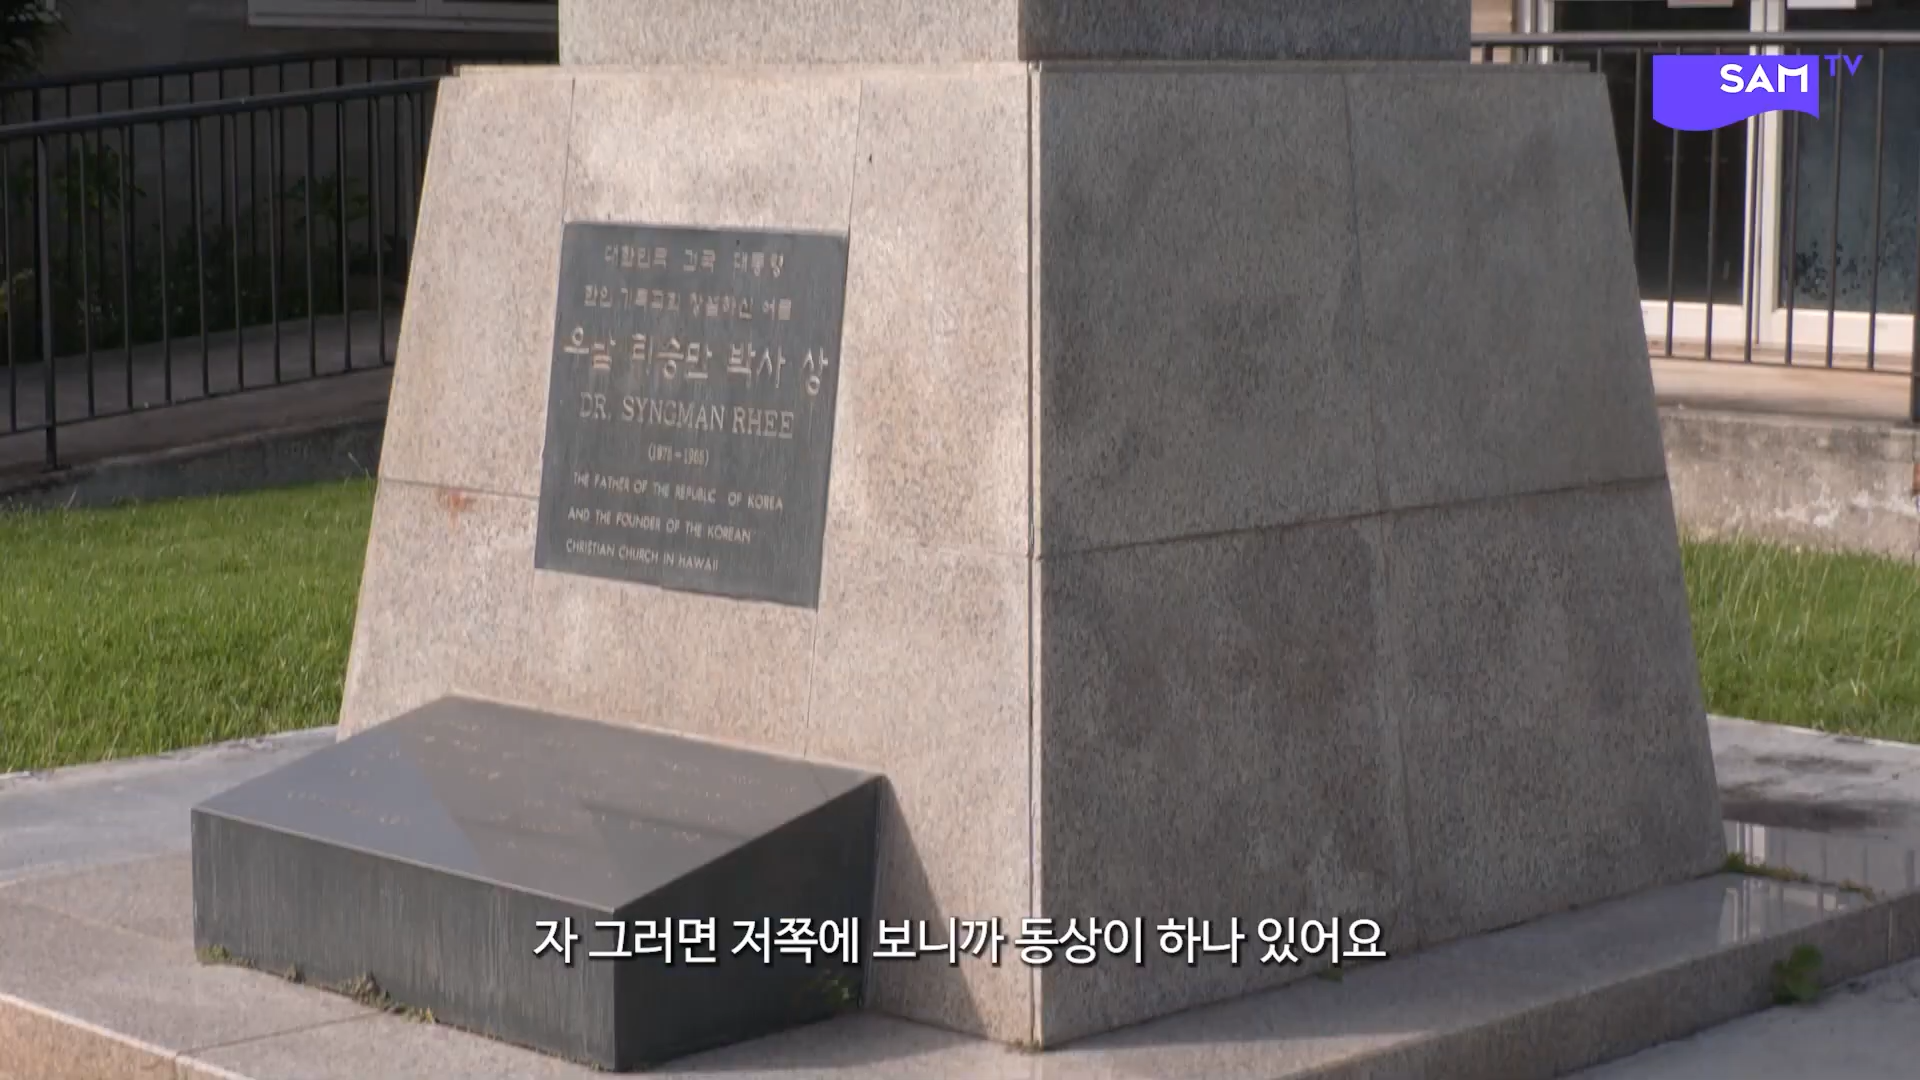 SAM TV
대한민국 건국 대통령
한인 기독교회 창설하신 어른
우남 리승만 박사 상
DR. SYNGMAN RHEE
(1875-1965)
THE FATHER OF THE REPUBLIC OF KOREA
AND THE FOUNDER OF THE KOREAN
CHRISTIAN CHURCH IN HAWAII
자 그러면 저쪽에 보니까 동상이 하나 있어요